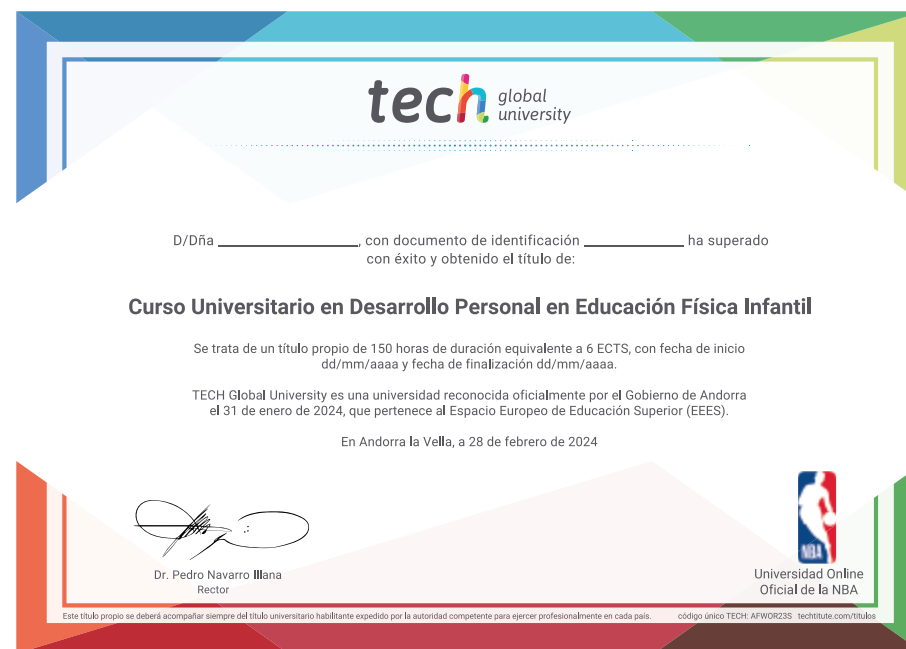 tech global university
D/Dña ____________________, con documento de identificación ______________ ha superado
con éxito y obtenido el título de:
Curso Universitario en Desarrollo Personal en Educación Física Infantil
Se trata de un título propio de 150 horas de duración equivalente a 6 ECTS, con fecha de inicio
dd/mm/aaaa y fecha de finalización dd/mm/aaaa.
TECH Global University es una universidad reconocida oficialmente por el Gobierno de Andorra
el 31 de enero de 2024, que pertenece al Espacio Europeo de Educación Superior (EEES).
En Andorra la Vella, a 28 de febrero de 2024
Dr. Pedro Navarro Illana
Rector
NBA
Universidad Online
Oficial de la NBA
Este título propio se deberá acompañar siempre del título universitario habilitante expedido por la autoridad competente para ejercer profesionalmente en cada país.
código único TECH: AFWOR23S techtitute.com/titulos